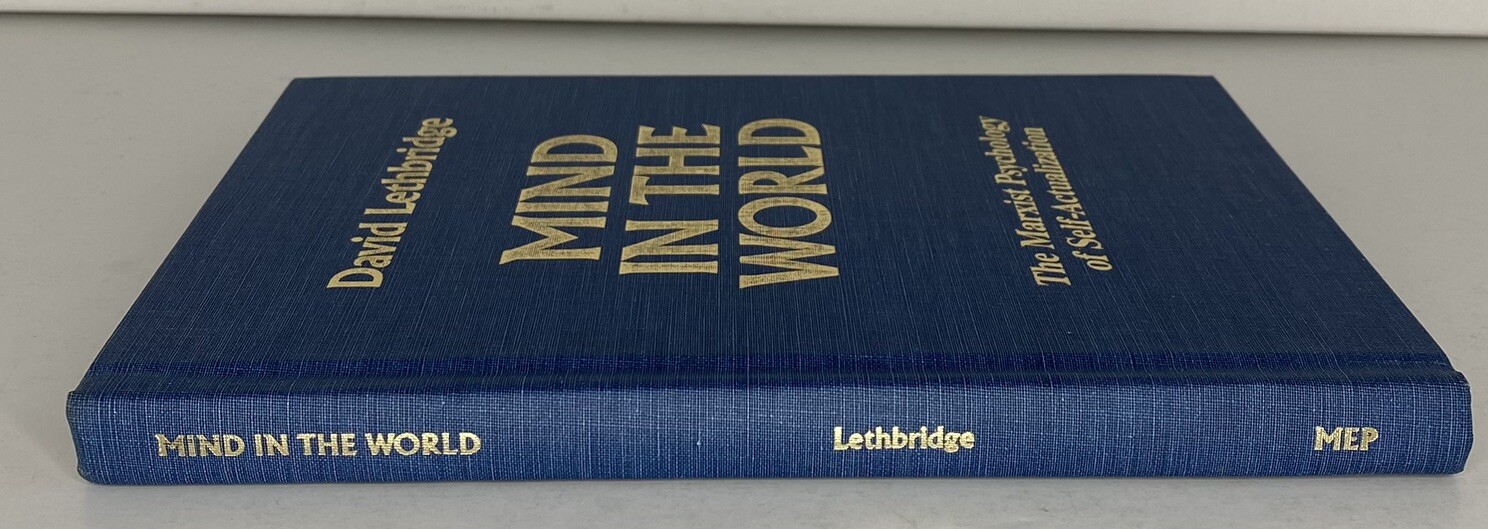 David Lethbridge
MIND
IN THE
WORLD
The Marxist Psychology
of Self-Actualization
MIND IN THE WORLD
Lethbridge
MEP